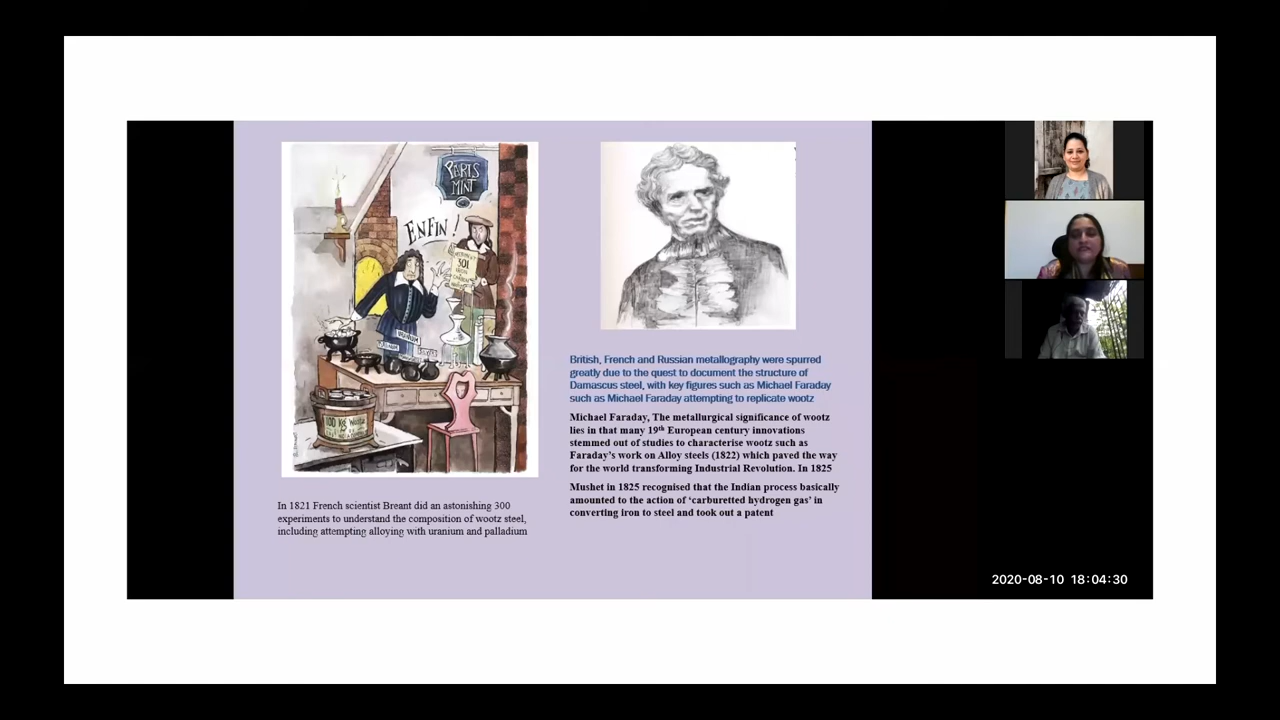 PARIS
MINT
ENFIN !
301
100 KG WOOTZ
In 1821 French scientist Breant did an astonishing 300
experiments to understand the composition of wootz steel,
including attempting alloying with uranium and palladium
British, French and Russian metallography were spurred
greatly due to the quest to document the structure of
Damascus steel, with key figures such as Michael Faraday
such as Michael Faraday attempting to replicate wootz
Michael Faraday, The metallurgical significance of wootz
lies in that many 19th European century innovations
stemmed out of studies to characterise wootz such as
Faraday's work on Alloy steels (1822) which paved the way
for the world transforming Industrial Revolution. In 1825
Mushet in 1825 recognised that the Indian process basically
amounted to the action of 'carburetted hydrogen gas' in
converting iron to steel and took out a patent
2020-08-10 18:04:30